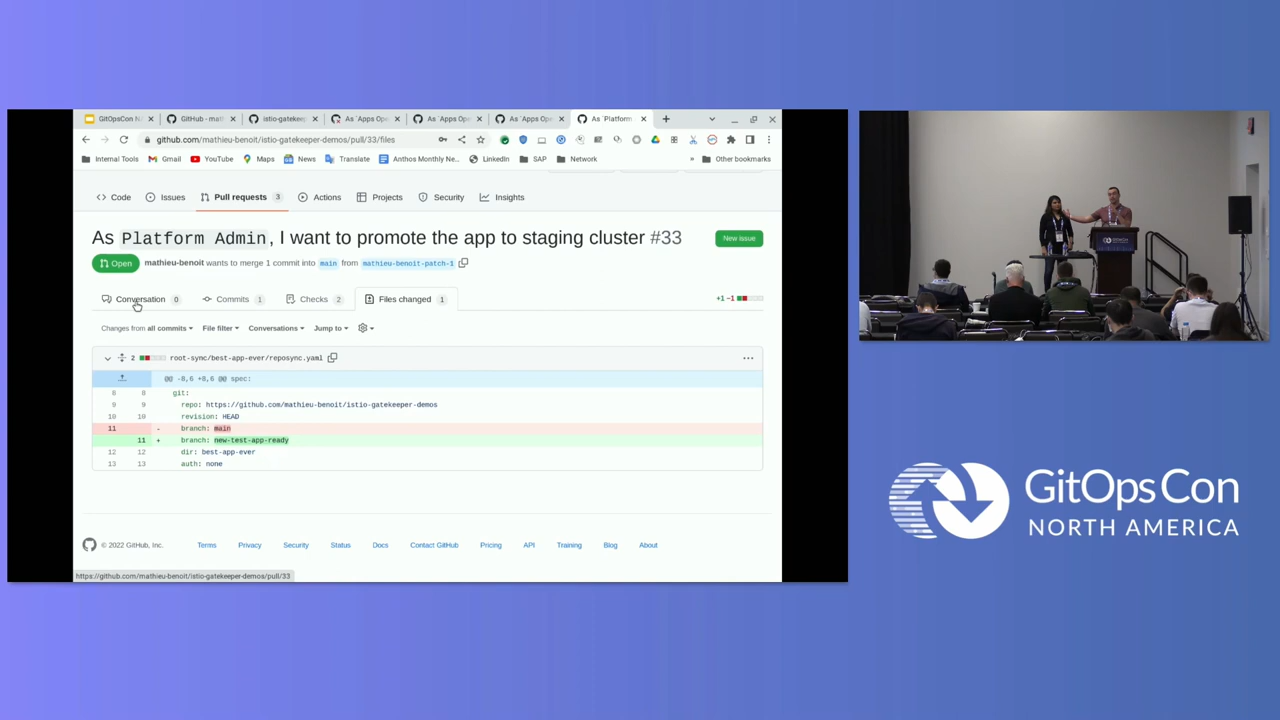 GitOpsCon N
GitHub - math
istio-gatekeeper
As `Apps Ope
As `Apps Ope
As `Apps Ope
As `Platform
github.com/mathieu-benoit/istio-gatekeeper-demos/pull/33/files
Internal Tools
Gmail
YouTube
Maps
News
Translate
Anthos Monthly Ne...
LinkedIn
SAP
Network
»
Other bookmarks
Code
Issues
Pull requests 3
Actions
Projects
Security
Insights
As Platform Admin, I want to promote the app to staging cluster #33
New issue
Open
mathieu-benoit wants to merge 1 commit into main from mathieu-benoit-patch-1
Conversation 0
Commits 1
Checks 2
Files changed 1
+1 −1
Changes from all commits
File filter
Conversations
Jump to
2 root-sync/best-app-ever/reposync.yaml
@@ -8,6 +8,6 @@ spec:
8 8 git:
9 9 repo: https://github.com/mathieu-benoit/istio-gatekeeper-demos
10 10 revision: HEAD
11 - branch: main
11 + branch: new-test-app-ready
12 12 dir: best-app-ever
13 13 auth: none
© 2022 GitHub, Inc.
Terms
Privacy
Security
Status
Docs
Contact GitHub
Pricing
API
Training
Blog
About
https://github.com/mathieu-benoit/istio-gatekeeper-demos/pull/33
GitOpsCon
NORTH AMERICA